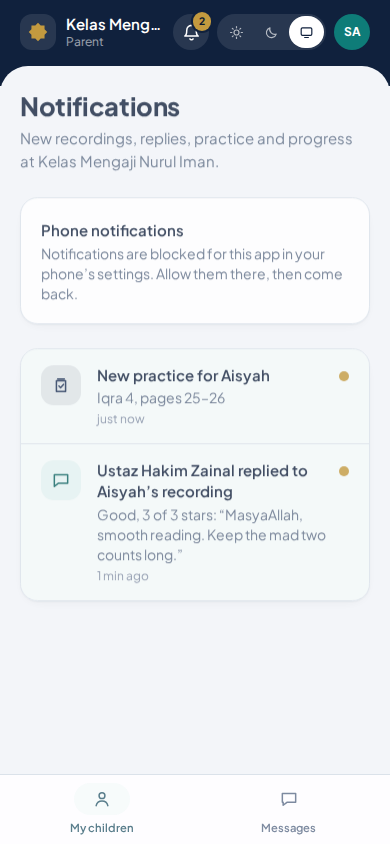 Kelas Meng...
Parent
2
SA
Notifications
New recordings, replies, practice and progress
at Kelas Mengaji Nurul Iman.
Phone notifications
Notifications are blocked for this app in your
phone’s settings. Allow them there, then come
back.
New practice for Aisyah
Iqra 4, pages 25–26
just now
Ustaz Hakim Zainal replied to
Aisyah’s recording
Good, 3 of 3 stars: “MasyaAllah,
smooth reading. Keep the mad two
counts long.”
1 min ago
My children
Messages